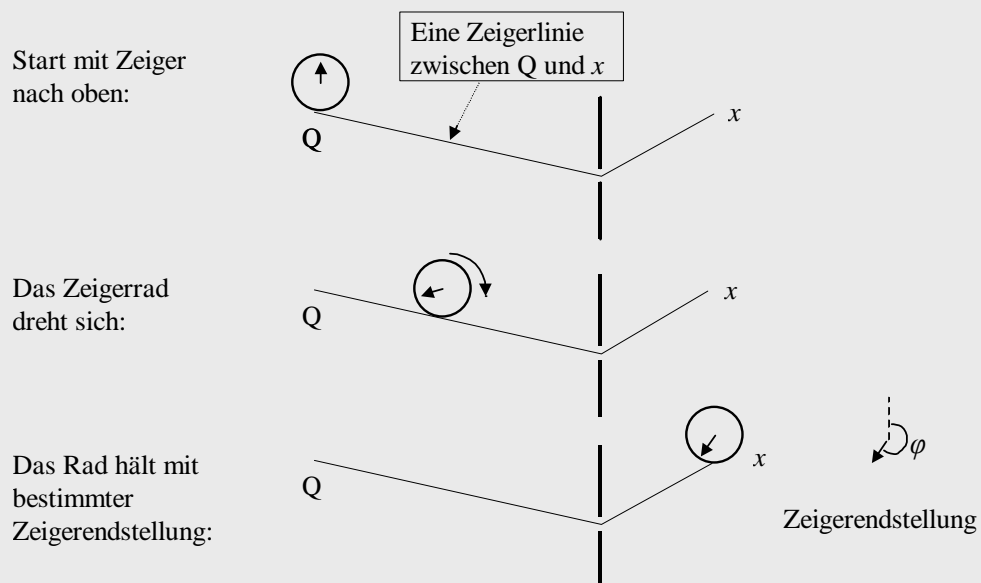 Start mit Zeiger
nach oben:
Eine Zeigerlinie
zwischen Q und x
Q
x
Das Zeigerrad
dreht sich:
Q
x
Das Rad hält mit
bestimmter
Zeigerendstellung:
Q
x
φ
Zeigerendstellung